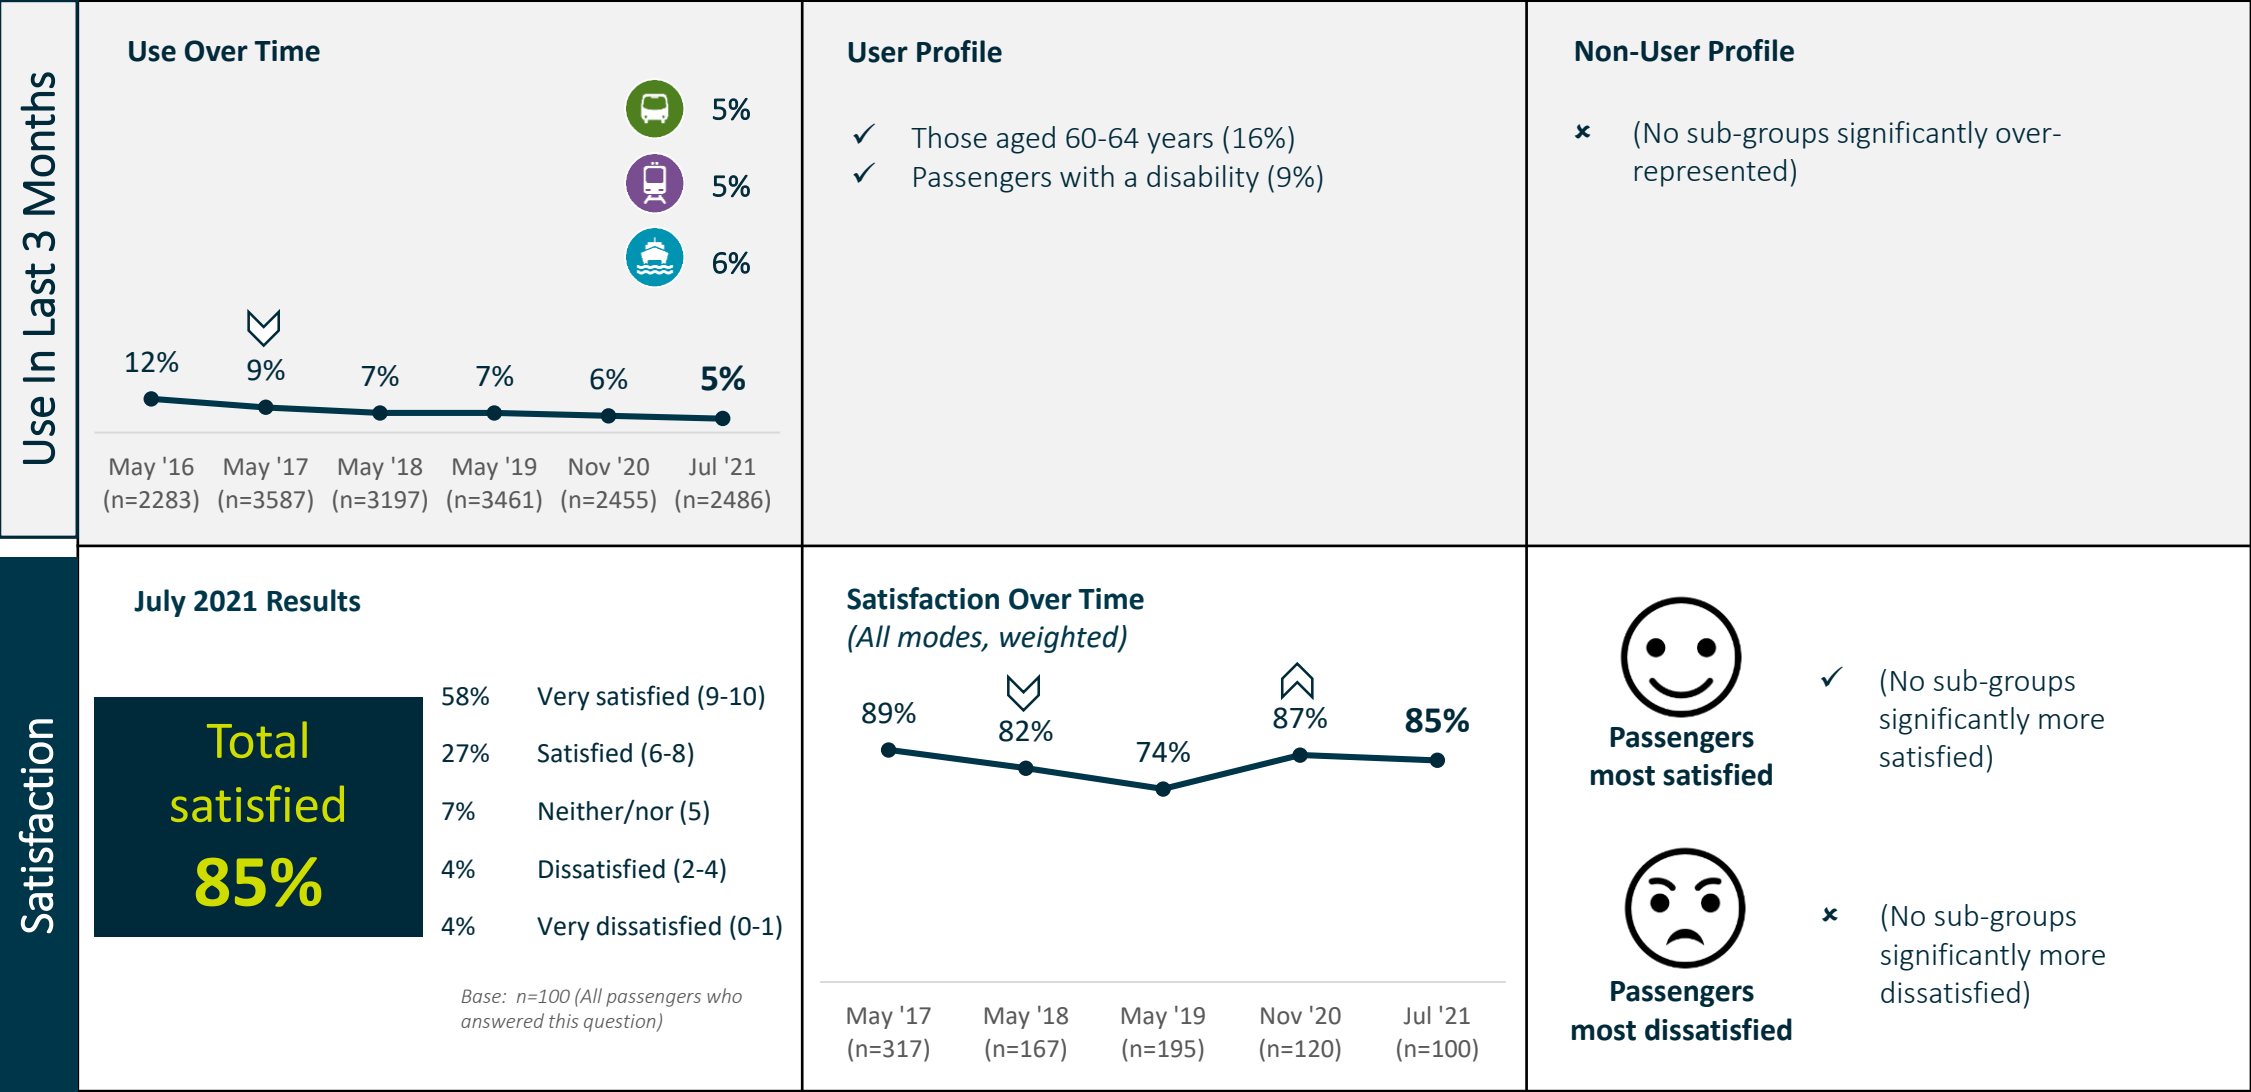 Use In Last 3 Months
Use Over Time
5%
5%
6%
12%
9%
7%
7%
6%
5%
May '16
May '17
May '18
May '19
Nov '20
Jul '21
(n=2283)
(n=3587)
(n=3197)
(n=3461)
(n=2455)
(n=2486)
User Profile
✓ Those aged 60-64 years (16%)
✓ Passengers with a disability (9%)
Non-User Profile
× (No sub-groups significantly over-
represented)
Satisfaction
July 2021 Results
Total
satisfied
85%
58% Very satisfied (9-10)
27% Satisfied (6-8)
7% Neither/nor (5)
4% Dissatisfied (2-4)
4% Very dissatisfied (0-1)
Base:  n=100 (All passengers who
answered this question)
Satisfaction Over Time
(All modes, weighted)
89%
82%
74%
87%
85%
May '17
May '18
May '19
Nov '20
Jul '21
(n=317)
(n=167)
(n=195)
(n=120)
(n=100)
Passengers
most satisfied
✓ (No sub-groups
significantly more
satisfied)
Passengers
most dissatisfied
× (No sub-groups
significantly more
dissatisfied)